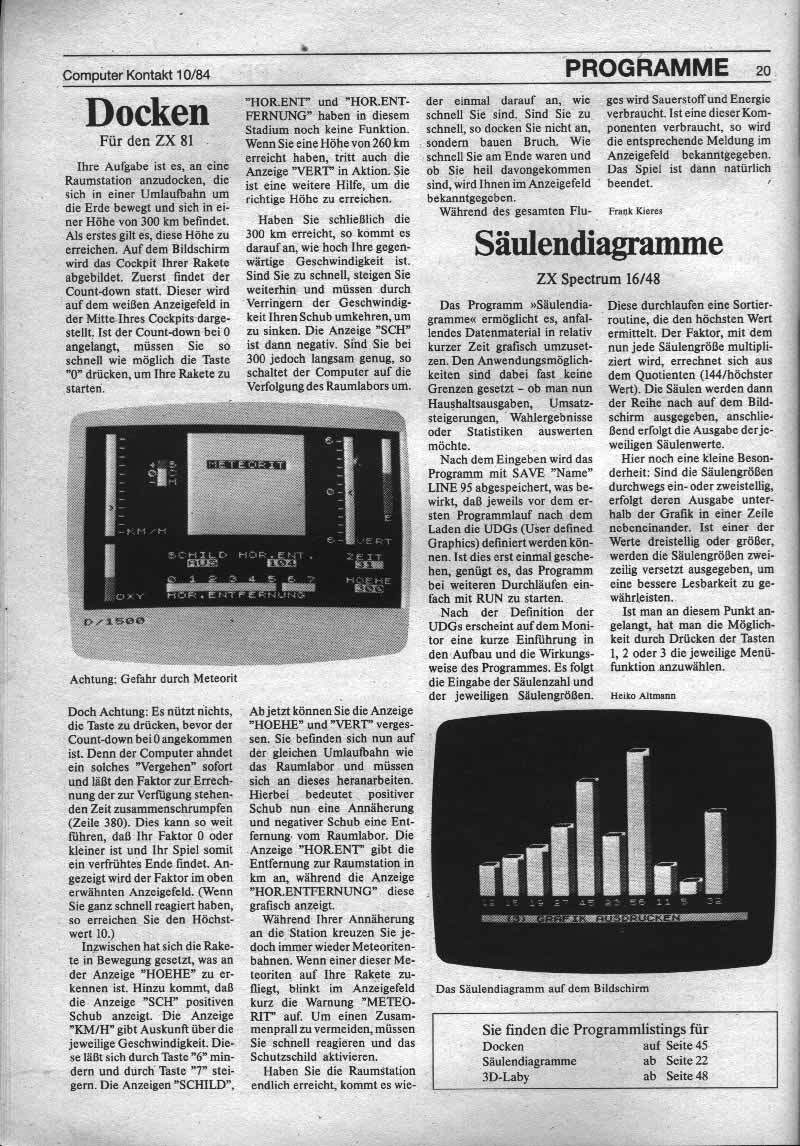 Computer Kontakt 10/84
PROGRAMME 20
Docken
Für den ZX 81
Ihre Aufgabe ist es, an eine
Raumstation anzudocken, die
sich in einer Umlaufbahn um
die Erde bewegt und sich in ei-
ner Höhe von 300 km befindet.
Als erstes gilt es, diese Höhe zu
erreichen. Auf dem Bildschirm
wird das Cockpit Ihrer Rakete
abgebildet. Zuerst findet der
Count-down statt. Dieser wird
auf dem weißen Anzeigefeld in
der Mitte Ihres Cockpits darge-
stellt. Ist der Count-down bei 0
angelangt, müssen Sie so
schnell wie möglich die Taste
"0" drücken, um Ihre Rakete zu
starten.
"HOR.ENT" und "HOR.ENT-
FERNUNG" haben in diesem
Stadium noch keine Funktion.
Wenn Sie eine Höhe von 260 km
erreicht haben, tritt auch die
Anzeige "VERT" in Aktion. Sie
ist eine weitere Hilfe, um die
richtige Höhe zu erreichen.
Haben Sie schließlich die
300 km erreicht, so kommt es
darauf an, wie hoch Ihre gegen-
wärtige Geschwindigkeit ist.
Sind Sie zu schnell, steigen Sie
weiterhin und müssen durch
Verringern der Geschwindig-
keit Ihren Schub umkehren, um
zu sinken. Die Anzeige "SCH"
ist dann negativ. Sind Sie bei
300 jedoch langsam genug, so
schaltet der Computer auf die
Verfolgung des Raumlabors um.
METEORIT
+
0
-
S
C
H
KM/H
OXY
6
0
6
VERT
E
SCHILD HOR.ENT.
AUS 104
ZEIT
31
0 1 2 3 4 5 6 7
HOR.ENTFERNUNG
HOEHE
300
D/1500
Achtung: Gefahr durch Meteorit
Doch Achtung: Es nützt nichts,
die Taste zu drücken, bevor der
Count-down bei 0 angekommen
ist. Denn der Computer ahndet
ein solches "Vergehen" sofort
und läßt den Faktor zur Errech-
nung der zur Verfügung stehen-
den Zeit zusammenschrumpfen
(Zeile 380). Dies kann so weit
führen, daß Ihr Faktor 0 oder
kleiner ist und Ihr Spiel somit
ein verfrühtes Ende findet. An-
gezeigt wird der Faktor im oben
erwähnten Anzeigefeld. (Wenn
Sie ganz schnell reagiert haben,
so erreichen Sie den Höchst-
wert 10.)
Inzwischen hat sich die Rake-
te in Bewegung gesetzt, was an
der Anzeige "HOEHE" zu er-
kennen ist. Hinzu kommt, daß
die Anzeige "SCH" positiven
Schub anzeigt. Die Anzeige
"KM/H" gibt Auskunft über die
jeweilige Geschwindigkeit. Die-
se läßt sich durch Taste "6" min-
dern und durch Taste "7" stei-
gern. Die Anzeigen "SCHILD",
Ab jetzt können Sie die Anzeige
"HOEHE" und "VERT" verges-
sen. Sie befinden sich nun auf
der gleichen Umlaufbahn wie
das Raumlabor und müssen
sich an dieses heranarbeiten.
Hierbei bedeutet positiver
Schub nun eine Annäherung
und negativer Schub eine Ent-
fernung vom Raumlabor. Die
Anzeige "HOR.ENT" gibt die
Entfernung zur Raumstation in
km an, während die Anzeige
"HOR.ENTFERNUNG" diese
grafisch anzeigt.
Während Ihrer Annäherung
an die Station kreuzen Sie je-
doch immer wieder Meteoriten-
bahnen. Wenn einer dieser Me-
teoriten auf Ihre Rakete zu-
fliegt, blinkt im Anzeigefeld
kurz die Warnung "METEO-
RIT" auf. Um einen Zusam-
menprall zu vermeiden, müssen
Sie schnell reagieren und das
Schutzschild aktivieren.
Haben Sie die Raumstation
endlich erreicht, kommt es wie-
der einmal darauf an, wie
schnell Sie sind. Sind Sie zu
schnell, so docken Sie nicht an,
sondern bauen Bruch. Wie
schnell Sie am Ende waren und
ob Sie heil davongekommen
sind, wird Ihnen im Anzeigefeld
bekanntgegeben.
Während des gesamten Flu-
ges wird Sauerstoff und Energie
verbraucht. Ist eine dieser Kom-
ponenten verbraucht, so wird
die entsprechende Meldung im
Anzeigefeld bekanntgegeben.
Das Spiel ist dann natürlich
beendet.
Frank Kieres
Säulendiagramme
ZX Spectrum 16/48
Das Programm »Säulendia-
gramme« ermöglicht es, anfal-
lendes Datenmaterial in relativ
kurzer Zeit grafisch umzuset-
zen. Den Anwendungsmöglich-
keiten sind dabei fast keine
Grenzen gesetzt – ob man nun
Haushaltsausgaben, Umsatz-
steigerungen, Wahlergebnisse
oder Statistiken auswerten
möchte.
Nach dem Eingeben wird das
Programm mit SAVE "Name"
LINE 95 abgespeichert, was be-
wirkt, daß jeweils vor dem er-
sten Programmlauf nach dem
Laden die UDGs (User defined
Graphics) definiert werden kön-
nen. Ist dies erst einmal gesche-
hen, genügt es, das Programm
bei weiteren Durchläufen ein-
fach mit RUN zu starten.
Nach der Definition der
UDGs erscheint auf dem Moni-
tor eine kurze Einführung in
den Aufbau und die Wirkungs-
weise des Programmes. Es folgt
die Eingabe der Säulenzahl und
der jeweiligen Säulengrößen.
Diese durchlaufen eine Sortier-
routine, die den höchsten Wert
ermittelt. Der Faktor, mit dem
nun jede Säulengröße multipli-
ziert wird, errechnet sich aus
dem Quotienten (144/höchster
Wert). Die Säulen werden dann
der Reihe nach auf dem Bild-
schirm ausgegeben, anschlie-
ßend erfolgt die Ausgabe der je-
weiligen Säulenwerte.
Hier noch eine kleine Beson-
derheit: Sind die Säulengrößen
durchwegs ein- oder zweistellig,
erfolgt deren Ausgabe unter-
halb der Grafik in einer Zeile
nebeneinander. Ist einer der
Werte dreistellig oder größer,
werden die Säulengrößen zwei-
zeilig versetzt ausgegeben, um
eine bessere Lesbarkeit zu ge-
währleisten.
Ist man an diesem Punkt an-
gelangt, hat man die Möglich-
keit durch Drücken der Tasten
1, 2 oder 3 die jeweilige Menü-
funktion anzuwählen.
Heiko Altmann
19 27 45 23 56 11 5 32
(3) GRAFIK AUSDRUCKEN
Das Säulendiagramm auf dem Bildschirm
Sie finden die Programmlistings für
Docken auf Seite 45
Säulendiagramme ab Seite 22
3D-Laby ab Seite 48